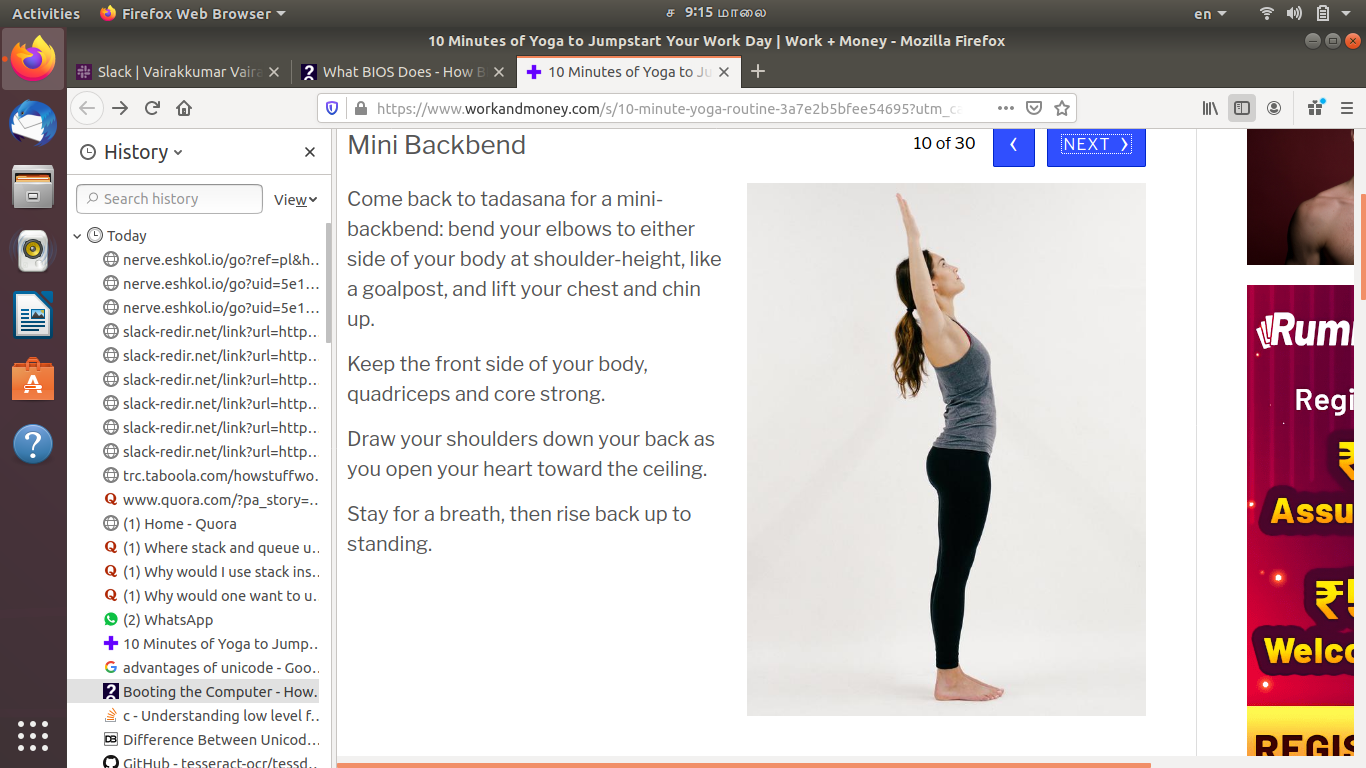 Activities
Firefox Web Browser
ச 9:15 மாலை
en
10 Minutes of Yoga to Jumpstart Your Work Day | Work + Money - Mozilla Firefox
Slack | Vairakkumar Vaira
What BIOS Does - How B
10 Minutes of Yoga to Ju
https://www.workandmoney.com/s/10-minute-yoga-routine-3a7e2b5bfee54695?utm_ca
History
Search history
View
Today
nerve.eshkol.io/go?ref=pl&h…
nerve.eshkol.io/go?uid=5e1…
nerve.eshkol.io/go?uid=5e1…
slack-redir.net/link?url=http…
slack-redir.net/link?url=http…
slack-redir.net/link?url=http…
slack-redir.net/link?url=http…
slack-redir.net/link?url=http…
slack-redir.net/link?url=http…
trc.taboola.com/howstuffwo…
www.quora.com/?pa_story=…
(1) Home - Quora
(1) Where stack and queue u…
(1) Why would I use stack ins…
(1) Why would one want to u…
(2) WhatsApp
10 Minutes of Yoga to Jump…
advantages of unicode - Goo…
Booting the Computer - How…
c - Understanding low level f…
Difference Between Unicod…
GitHub - tesseract-ocr/tessd…
Mini Backbend
10 of 30
NEXT
Come back to tadasana for a mini-
backbend: bend your elbows to either
side of your body at shoulder-height, like
a goalpost, and lift your chest and chin
up.
Keep the front side of your body,
quadriceps and core strong.
Draw your shoulders down your back as
you open your heart toward the ceiling.
Stay for a breath, then rise back up to
standing.
Rum
Regi
₹
Assu
₹5
Welc
REGIS